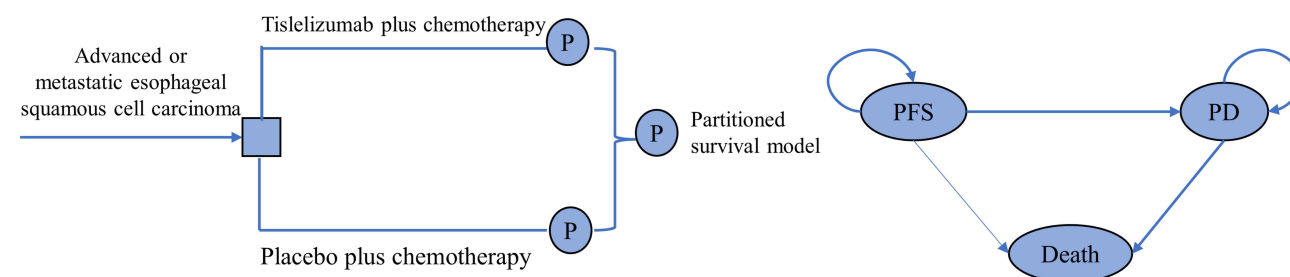 Tislelizumab plus chemotherapy
P
Advanced or
metastatic esophageal
squamous cell carcinoma
P
Partitioned
survival model
P
Placebo plus chemotherapy
PFS
PD
Death